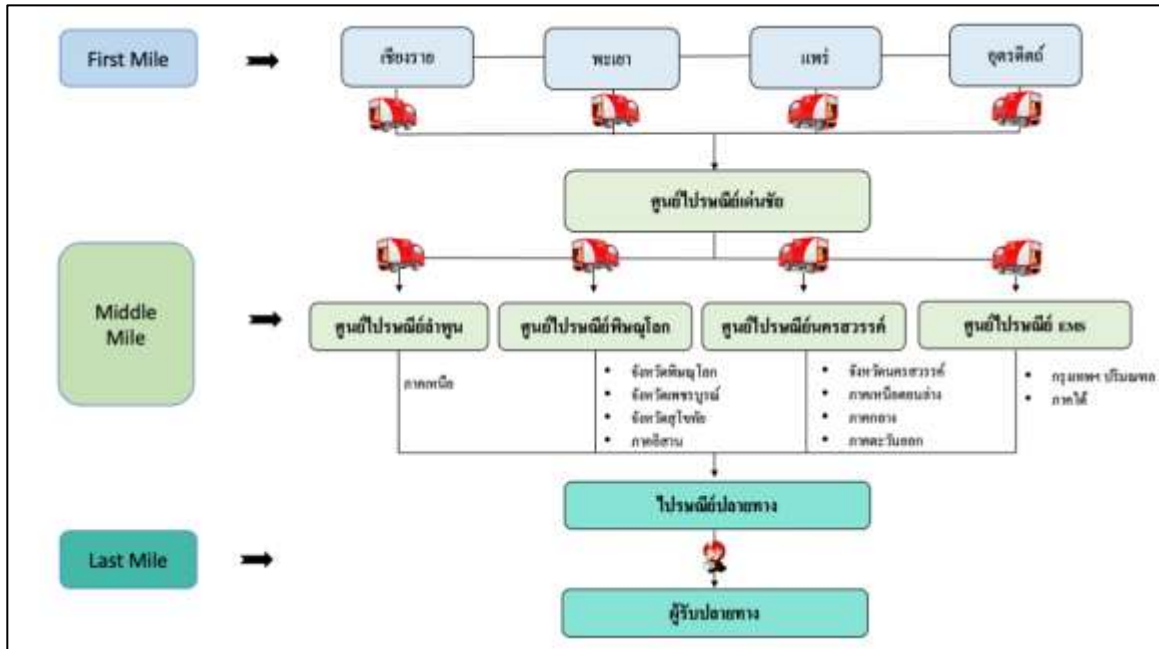 First Mile
เชียงราย
พะเยา
แพร่
อุตรดิตถ์
ศูนย์ไปรษณีย์เด่นชัย
Middle
Mile
ศูนย์ไปรษณีย์ลำพูน
ศูนย์ไปรษณีย์พิษณุโลก
ศูนย์ไปรษณีย์นครสวรรค์
ศูนย์ไปรษณีย์ EMS
ภาคเหนือ
• จังหวัดพิษณุโลก
• จังหวัดเพชรบูรณ์
• จังหวัดสุโขทัย
• ภาคอีสาน
• จังหวัดนครสวรรค์
• ภาคเหนือตอนล่าง
• ภาคกลาง
• ภาคตะวันออก
• กรุงเทพฯ ปริมณฑล
• ภาคใต้
ไปรษณีย์ปลายทาง
Last Mile
ผู้รับปลายทาง